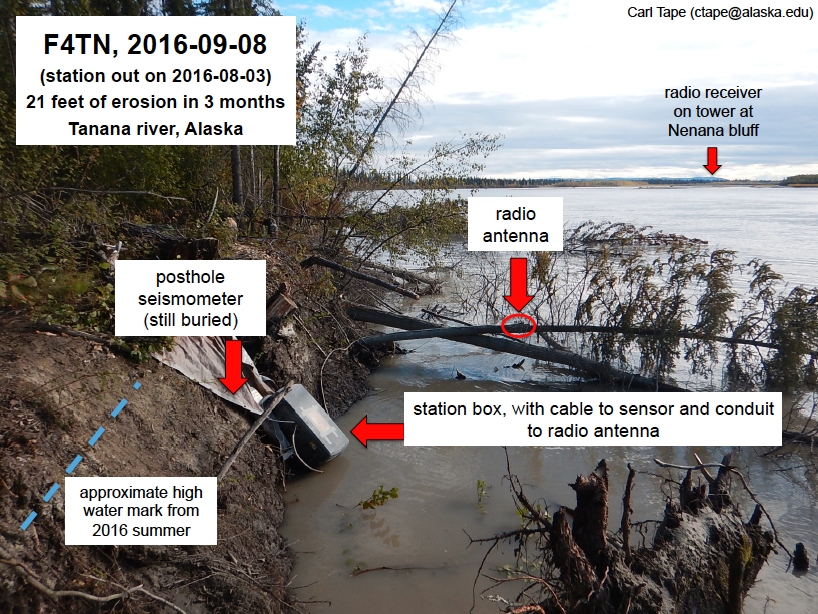 Carl Tape (ctape@alaska.edu)
F4TN, 2016-09-08
(station out on 2016-08-03)
21 feet of erosion in 3 months
Tanana river, Alaska
radio receiver
on tower at
Nenana bluff
radio
antenna
posthole
seismometer
(still buried)
station box, with cable to sensor and conduit
to radio antenna
approximate high
water mark from
2016 summer